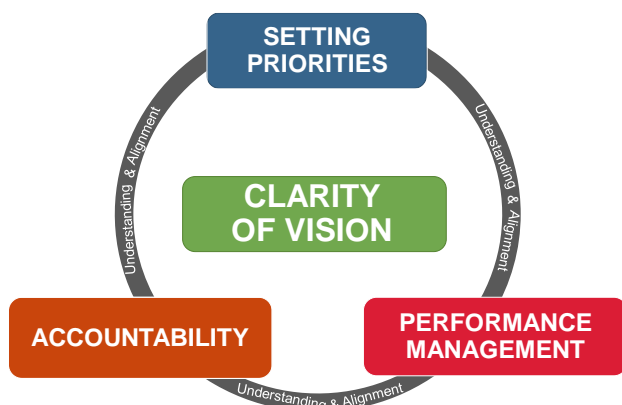 SETTING
PRIORITIES
Understanding & Alignment
Understanding & Alignment
CLARITY
OF VISION
ACCOUNTABILITY
PERFORMANCE
MANAGEMENT
Understanding & Alignment